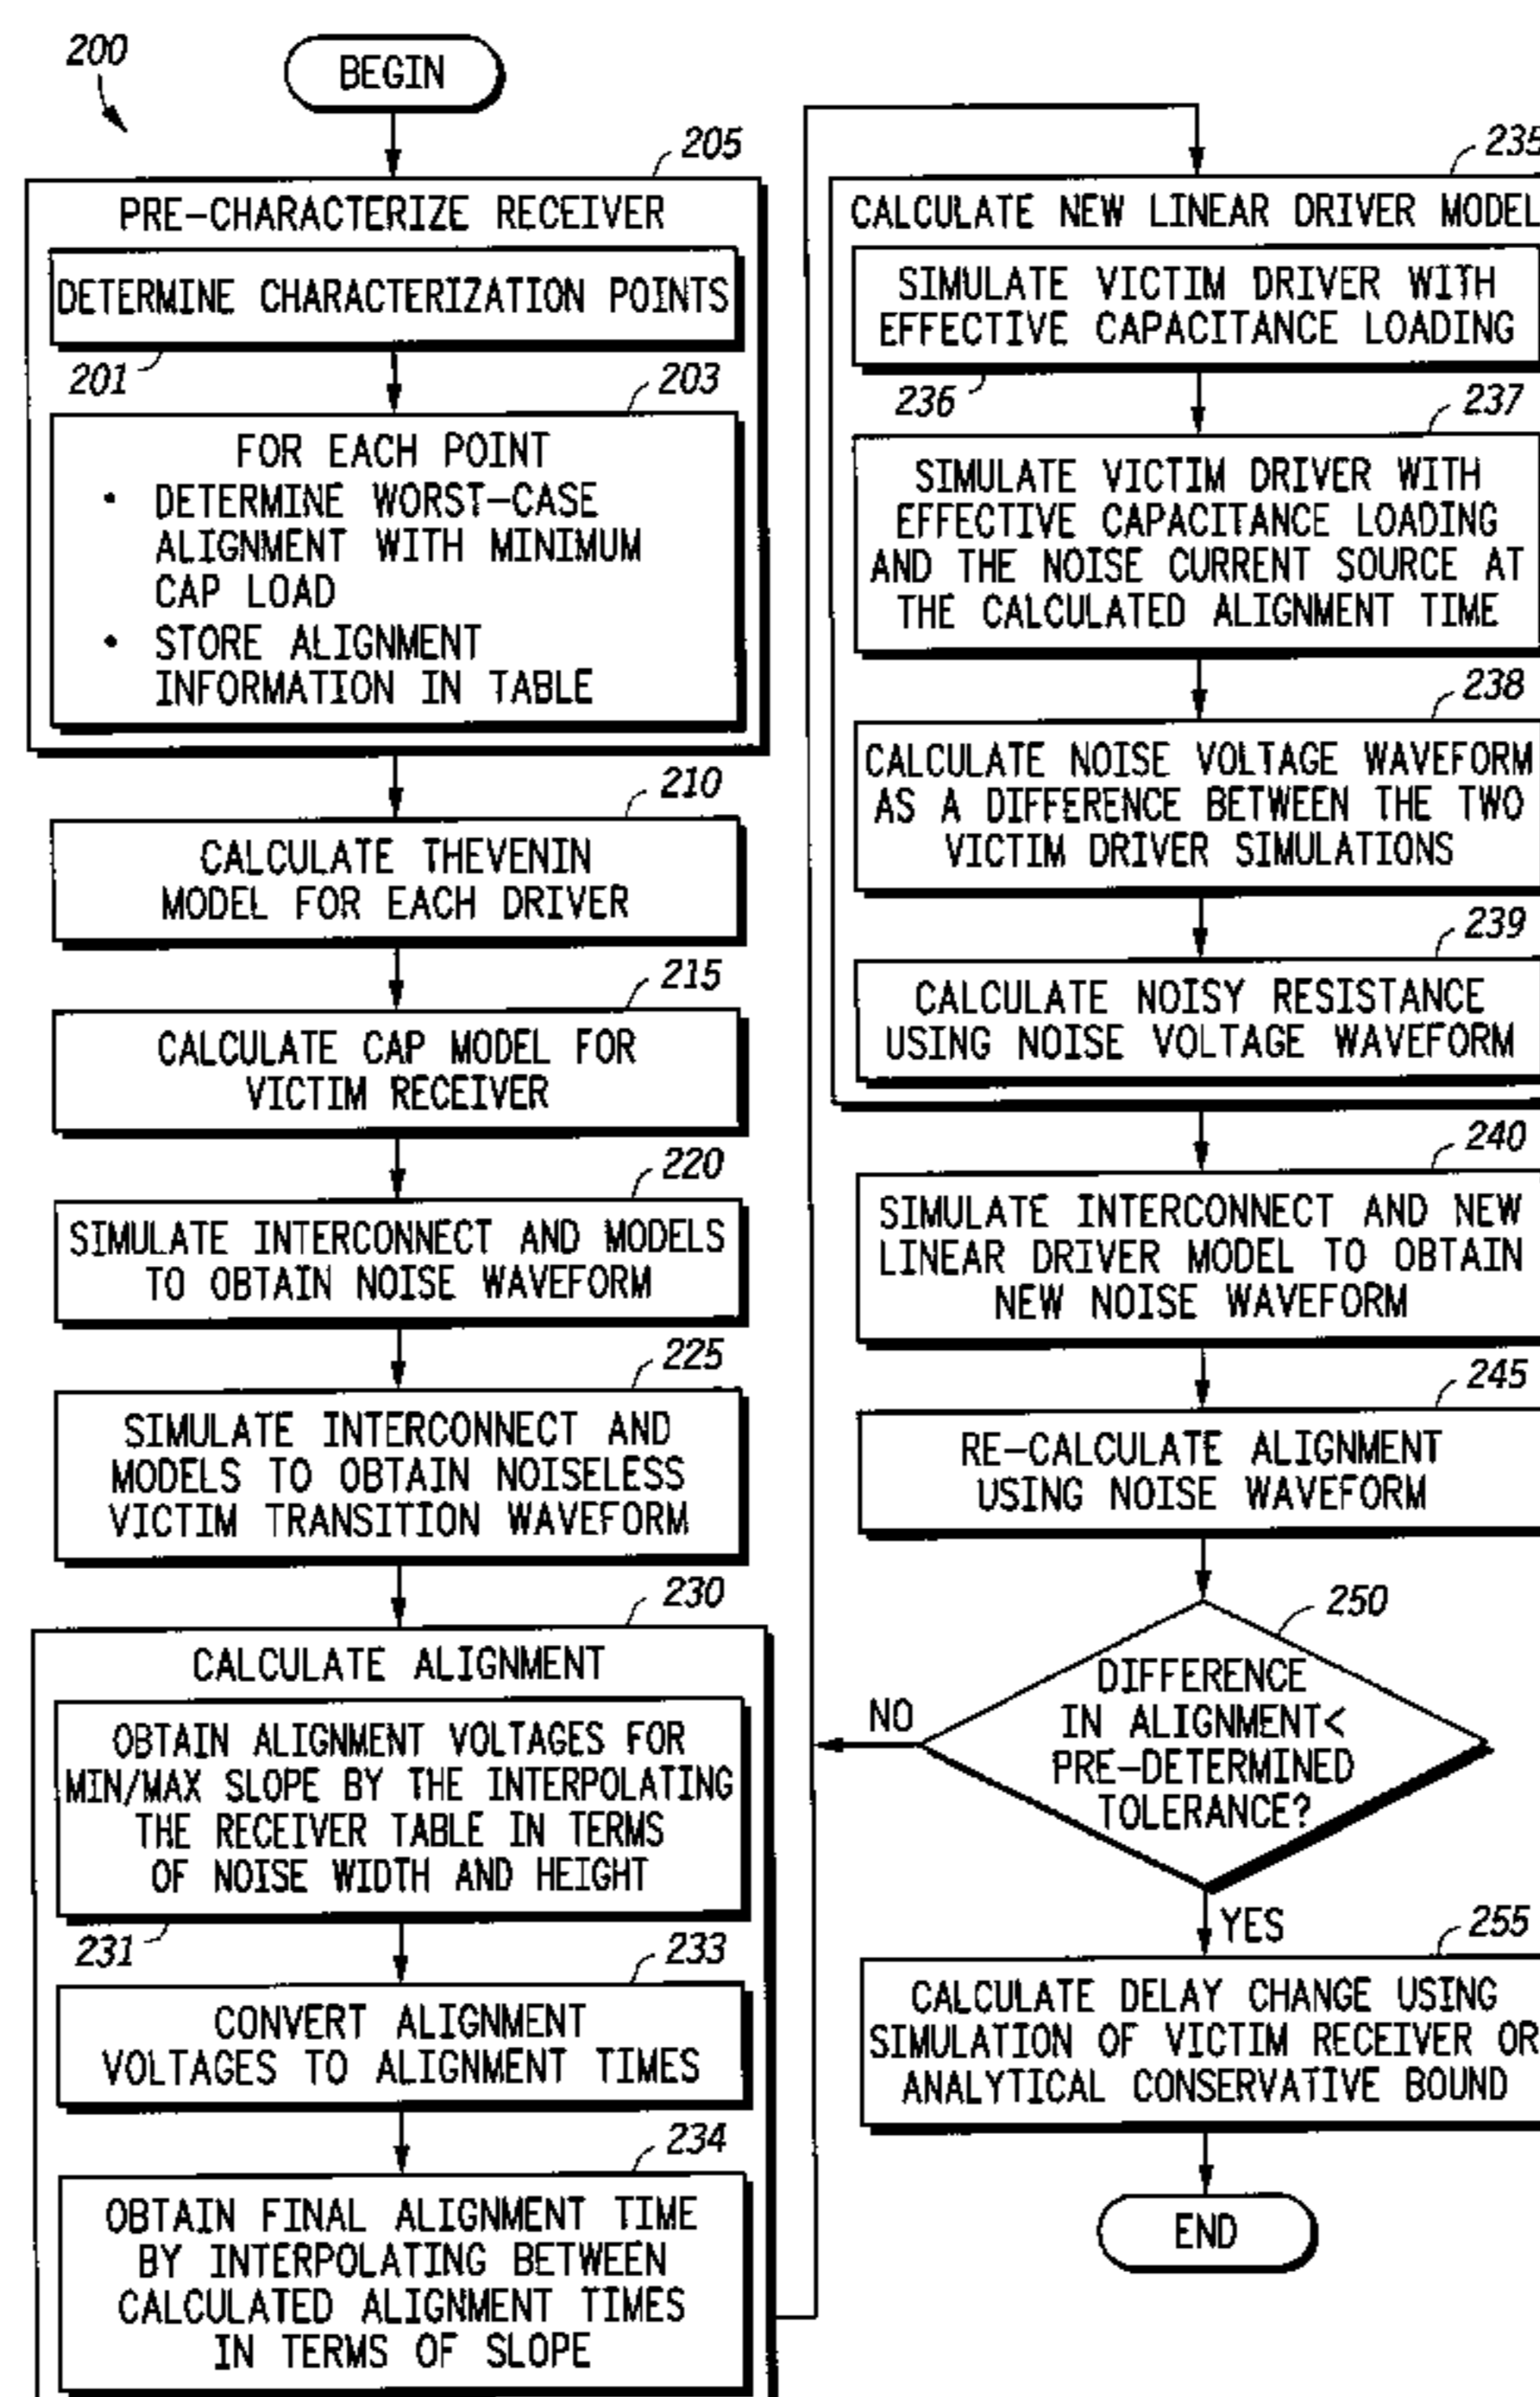 200
BEGIN
205
PRE-CHARACTERIZE RECEIVER
DETERMINE CHARACTERIZATION POINTS
201
203
FOR EACH POINT
• DETERMINE WORST-CASE
ALIGNMENT WITH MINIMUM
CAP LOAD
• STORE ALIGNMENT
INFORMATION IN TABLE
210
CALCULATE THEVENIN
MODEL FOR EACH DRIVER
215
CALCULATE CAP MODEL FOR
VICTIM RECEIVER
220
SIMULATE INTERCONNECT AND MODELS
TO OBTAIN NOISE WAVEFORM
225
SIMULATE INTERCONNECT AND
MODELS TO OBTAIN NOISELESS
VICTIM TRANSITION WAVEFORM
230
CALCULATE ALIGNMENT
OBTAIN ALIGNMENT VOLTAGES FOR
MIN/MAX SLOPE BY THE INTERPOLATING
THE RECEIVER TABLE IN TERMS
OF NOISE WIDTH AND HEIGHT
231
233
CONVERT ALIGNMENT
VOLTAGES TO ALIGNMENT TIMES
234
OBTAIN FINAL ALIGNMENT TIME
BY INTERPOLATING BETWEEN
CALCULATED ALIGNMENT TIMES
IN TERMS OF SLOPE
235
CALCULATE NEW LINEAR DRIVER MODEL
SIMULATE VICTIM DRIVER WITH
EFFECTIVE CAPACITANCE LOADING
236
237
SIMULATE VICTIM DRIVER WITH
EFFECTIVE CAPACITANCE LOADING
AND THE NOISE CURRENT SOURCE AT
THE CALCULATED ALIGNMENT TIME
238
CALCULATE NOISE VOLTAGE WAVEFORM
AS A DIFFERENCE BETWEEN THE TWO
VICTIM DRIVER SIMULATIONS
239
CALCULATE NOISY RESISTANCE
USING NOISE VOLTAGE WAVEFORM
240
SIMULATE INTERCONNECT AND NEW
LINEAR DRIVER MODEL TO OBTAIN
NEW NOISE WAVEFORM
245
RE-CALCULATE ALIGNMENT
USING NOISE WAVEFORM
250
DIFFERENCE
IN ALIGNMENT<
PRE-DETERMINED
TOLERANCE?
NO
YES
255
CALCULATE DELAY CHANGE USING
SIMULATION OF VICTIM RECEIVER OR
ANALYTICAL CONSERVATIVE BOUND
END